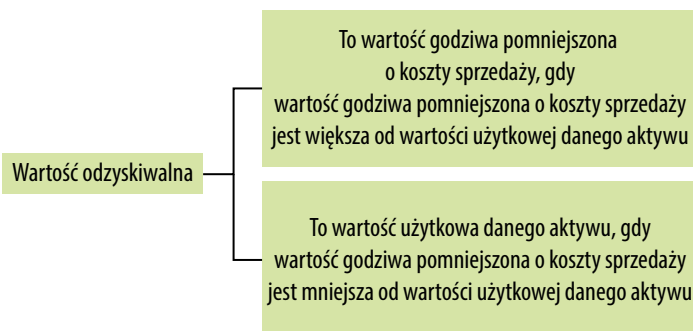 To wartość godziwa pomniejszona
o koszty sprzedaży, gdy
wartość godziwa pomniejszona o koszty sprzedaży
jest większa od wartości użytkowej danego aktywu
Wartość odzyskiwalna
To wartość użytkowa danego aktywu, gdy
wartość godziwa pomniejszona o koszty sprzedaży
jest mniejsza od wartości użytkowej danego aktywu